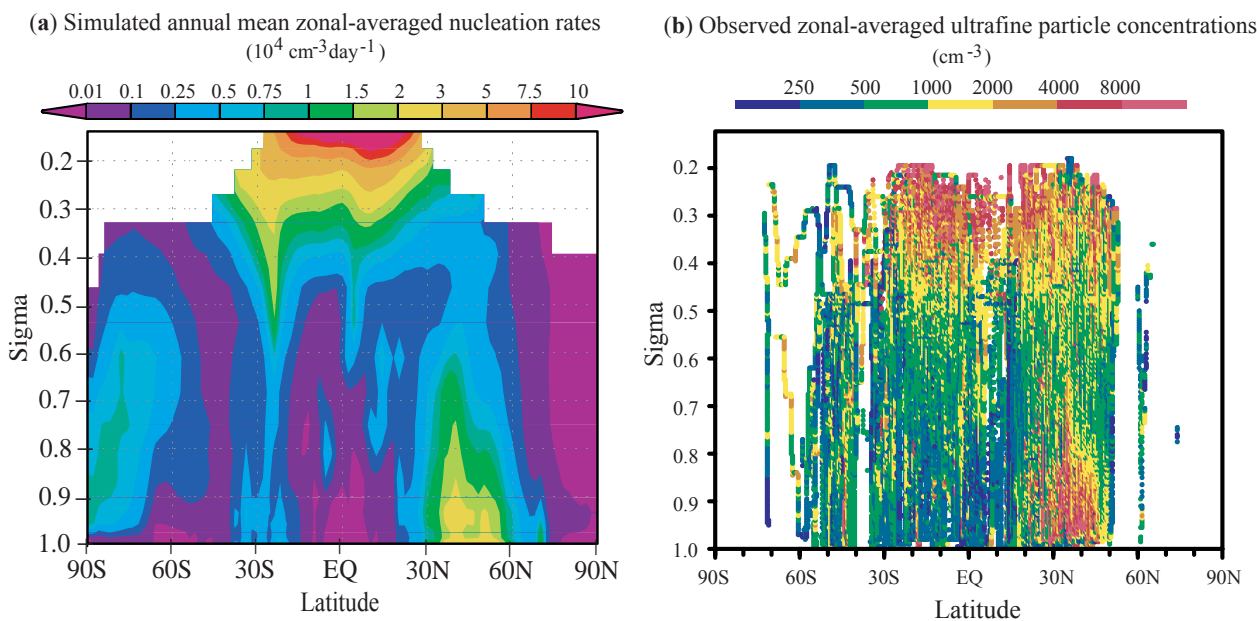 (a) Simulated annual mean zonal-averaged nucleation rates
(10⁴ cm⁻³day⁻¹)
0.01 0.1 0.25 0.5 0.75 1 1.5 2 3 5 7.5 10
0.2
0.3
0.4
0.5
0.6
0.7
0.8
0.9
1.0
Sigma
90S 60S 30S EQ 30N 60N 90N
Latitude
(b) Observed zonal-averaged ultrafine particle concentrations
(cm⁻³)
250 500 1000 2000 4000 8000
0.2
0.3
0.4
0.5
0.6
0.7
0.8
0.9
1.0
Sigma
90S 60S 30S EQ 30N 60N 90N
Latitude